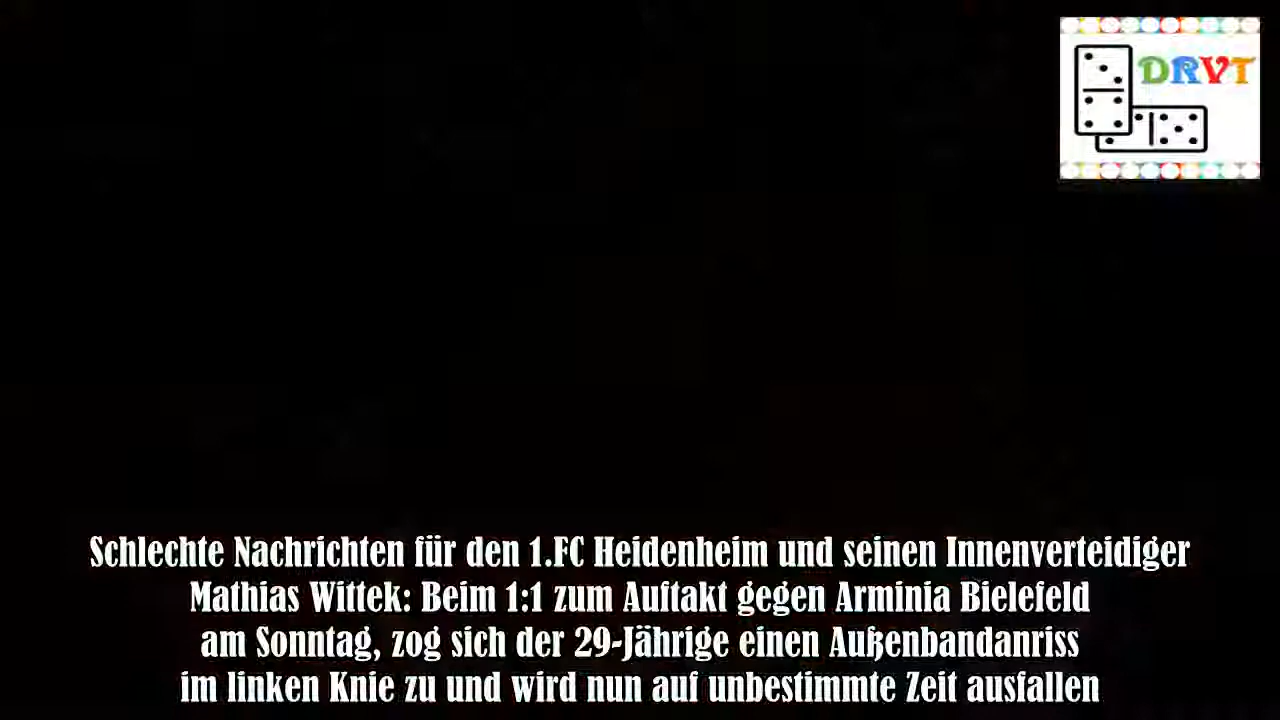 DRVT
Schlechte Nachrichten für den 1.FC Heidenheim und seinen Innenverteidiger
Mathias Wittek: Beim 1:1 zum Auftakt gegen Arminia Bielefeld
am Sonntag, zog sich der 29-Jährige einen Außenbandanriss
im linken Knie zu und wird nun auf unbestimmte Zeit ausfallen